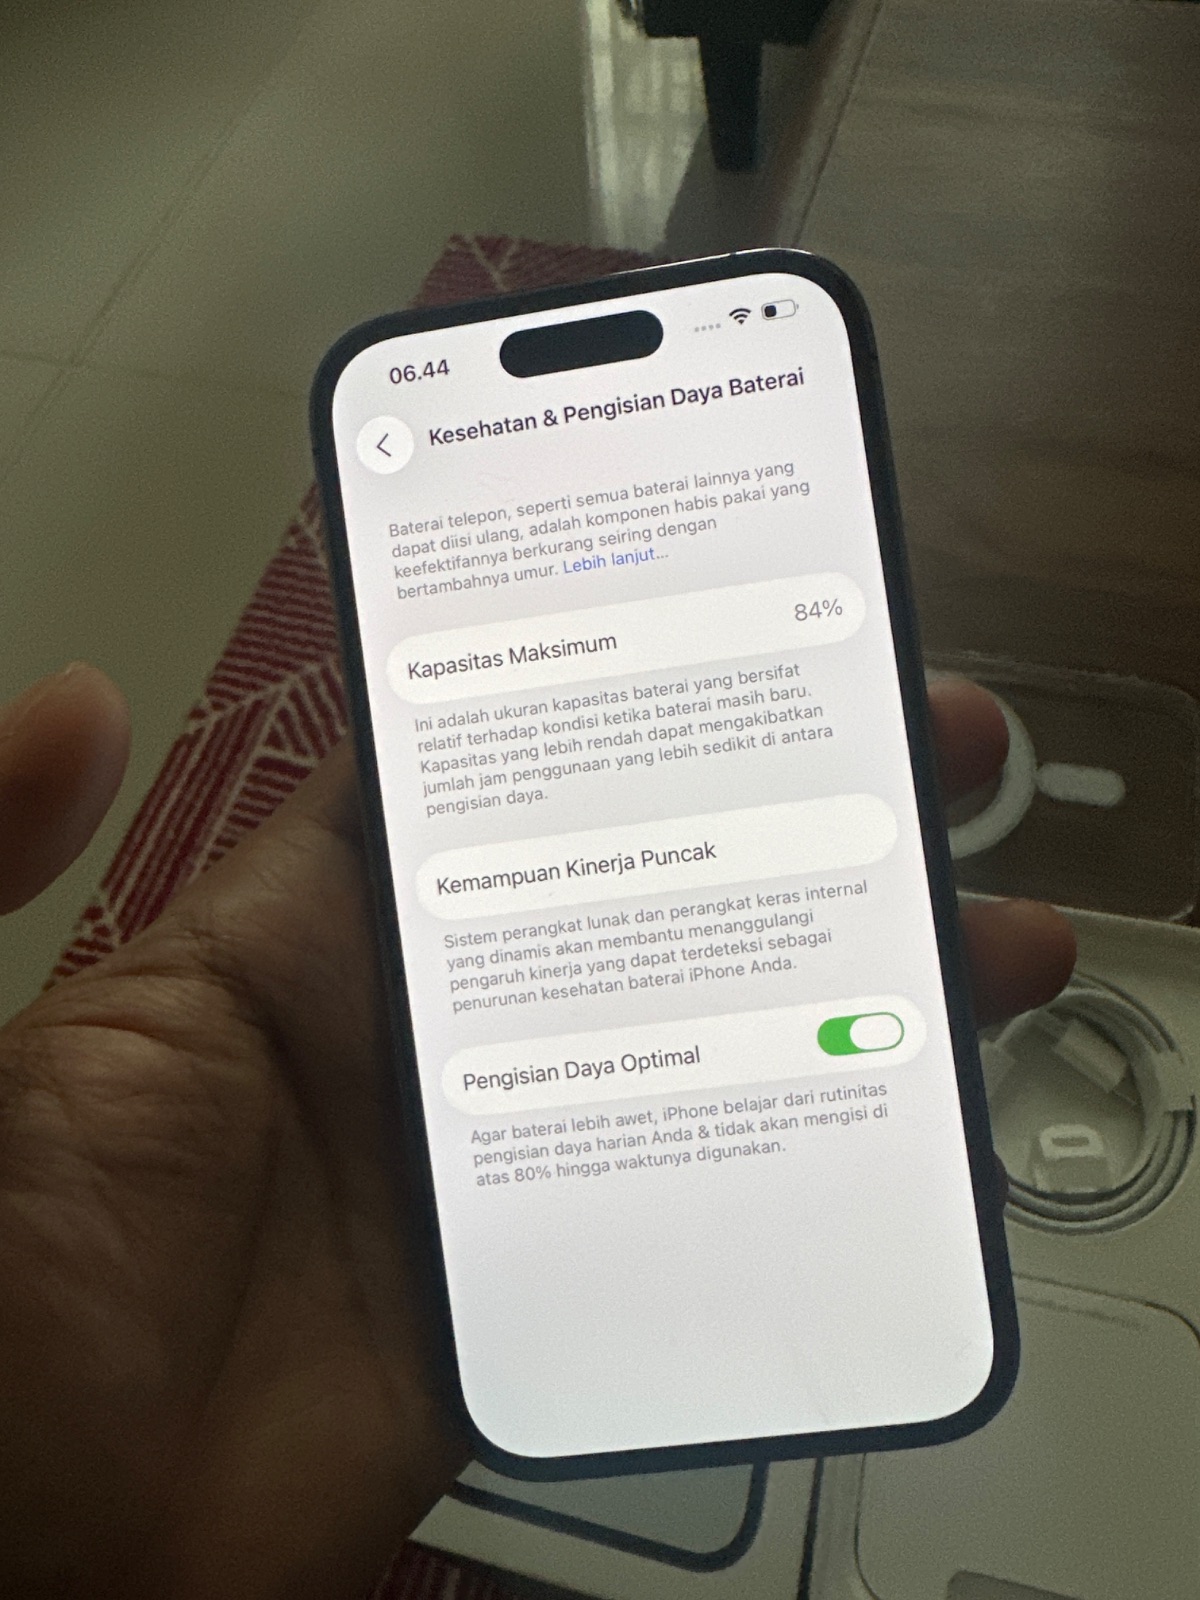 06.44
Kesehatan & Pengisian Daya Baterai
Baterai telepon, seperti semua baterai lainnya yang
dapat diisi ulang, adalah komponen habis pakai yang
keefektifannya berkurang seiring dengan
bertambahnya umur. Lebih lanjut...
Kapasitas Maksimum 84%
Ini adalah ukuran kapasitas baterai yang bersifat
relatif terhadap kondisi ketika baterai masih baru.
Kapasitas yang lebih rendah dapat mengakibatkan
jumlah jam penggunaan yang lebih sedikit di antara
pengisian daya.
Kemampuan Kinerja Puncak
Sistem perangkat lunak dan perangkat keras internal
yang dinamis akan membantu menanggulangi
pengaruh kinerja yang dapat terdeteksi sebagai
penurunan kesehatan baterai iPhone Anda.
Pengisian Daya Optimal
Agar baterai lebih awet, iPhone belajar dari rutinitas
pengisian daya harian Anda & tidak akan mengisi di
atas 80% hingga waktunya digunakan.